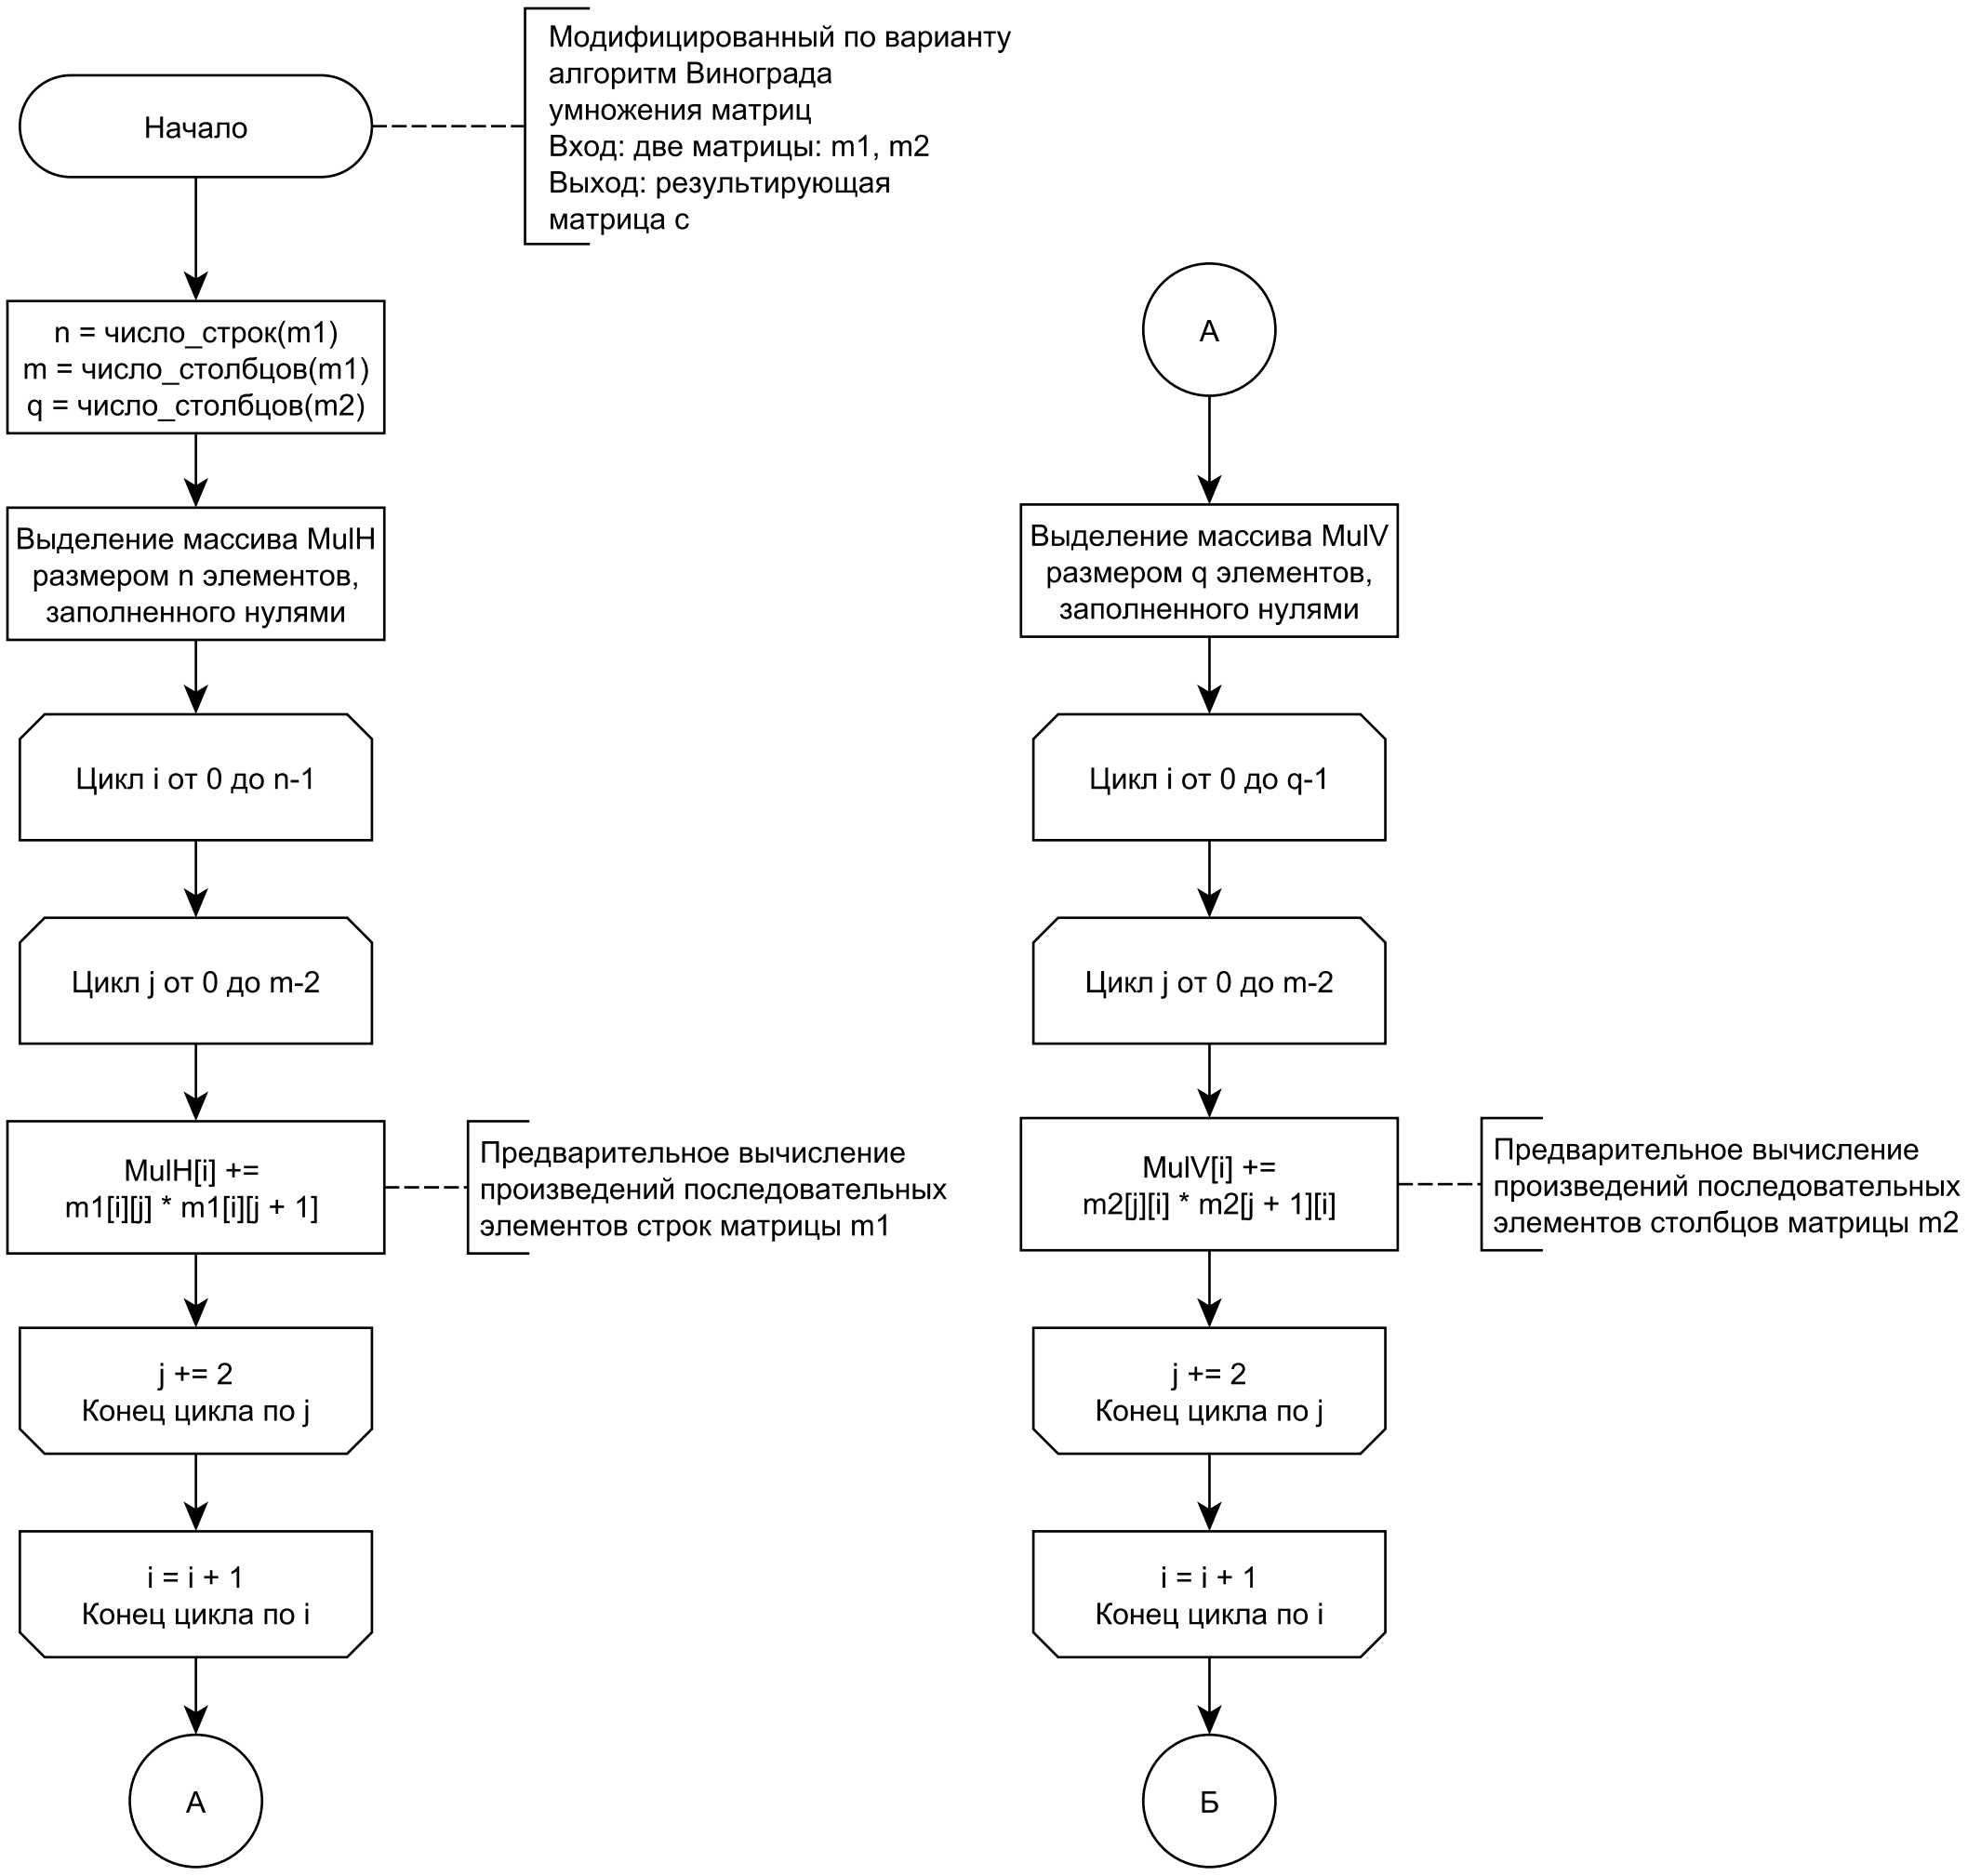 Начало
Модифицированный по варианту
алгоритм Винограда
умножения матриц
Вход: две матрицы: m1, m2
Выход: результирующая
матрица c
n = число_строк(m1)
m = число_столбцов(m1)
q = число_столбцов(m2)
Выделение массива MulH
размером n элементов,
заполненного нулями
Цикл i от 0 до n-1
Цикл j от 0 до m-2
MulH[i] +=
m1[i][j] * m1[i][j + 1]
Предварительное вычисление
произведений последовательных
элементов строк матрицы m1
j += 2
Конец цикла по j
i = i + 1
Конец цикла по i
А
А
Выделение массива MulV
размером q элементов,
заполненного нулями
Цикл i от 0 до q-1
Цикл j от 0 до m-2
MulV[i] +=
m2[j][i] * m2[j + 1][i]
Предварительное вычисление
произведений последовательных
элементов столбцов матрицы m2
j += 2
Конец цикла по j
i = i + 1
Конец цикла по i
Б